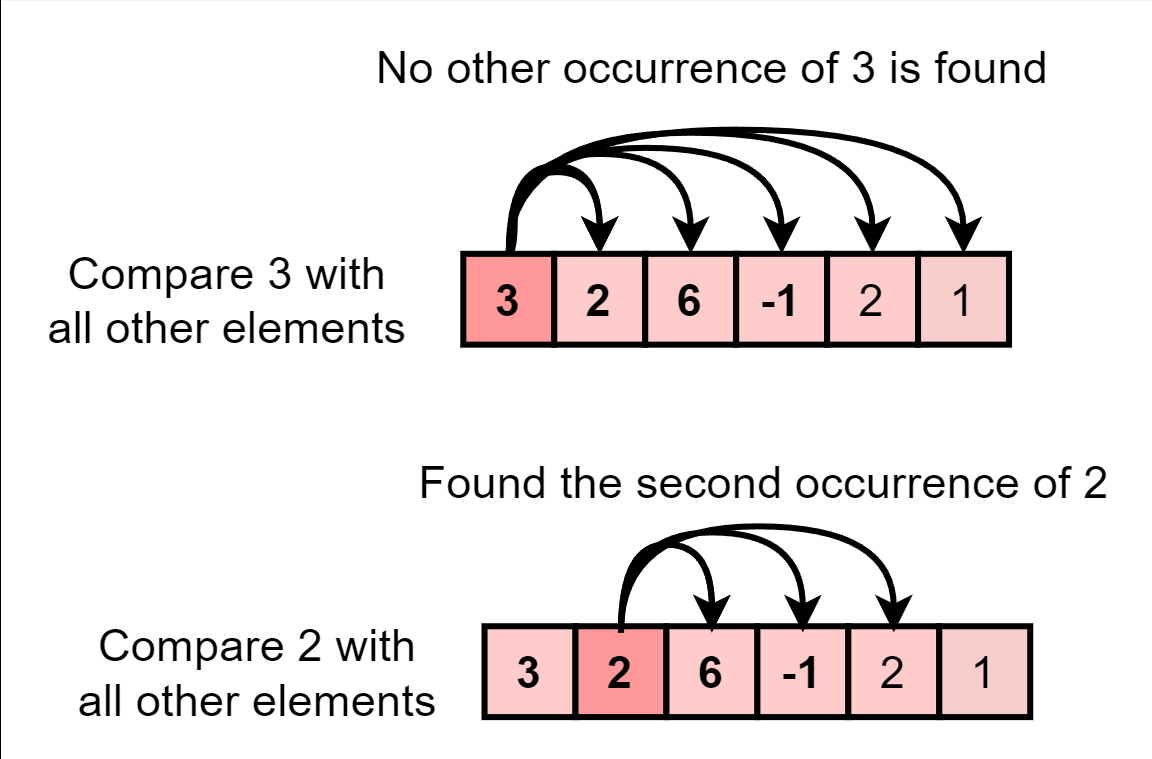 No other occurrence of 3 is found
Compare 3 with
all other elements
3 2 6 -1 2 1
Found the second occurrence of 2
Compare 2 with
all other elements
3 2 6 -1 2 1